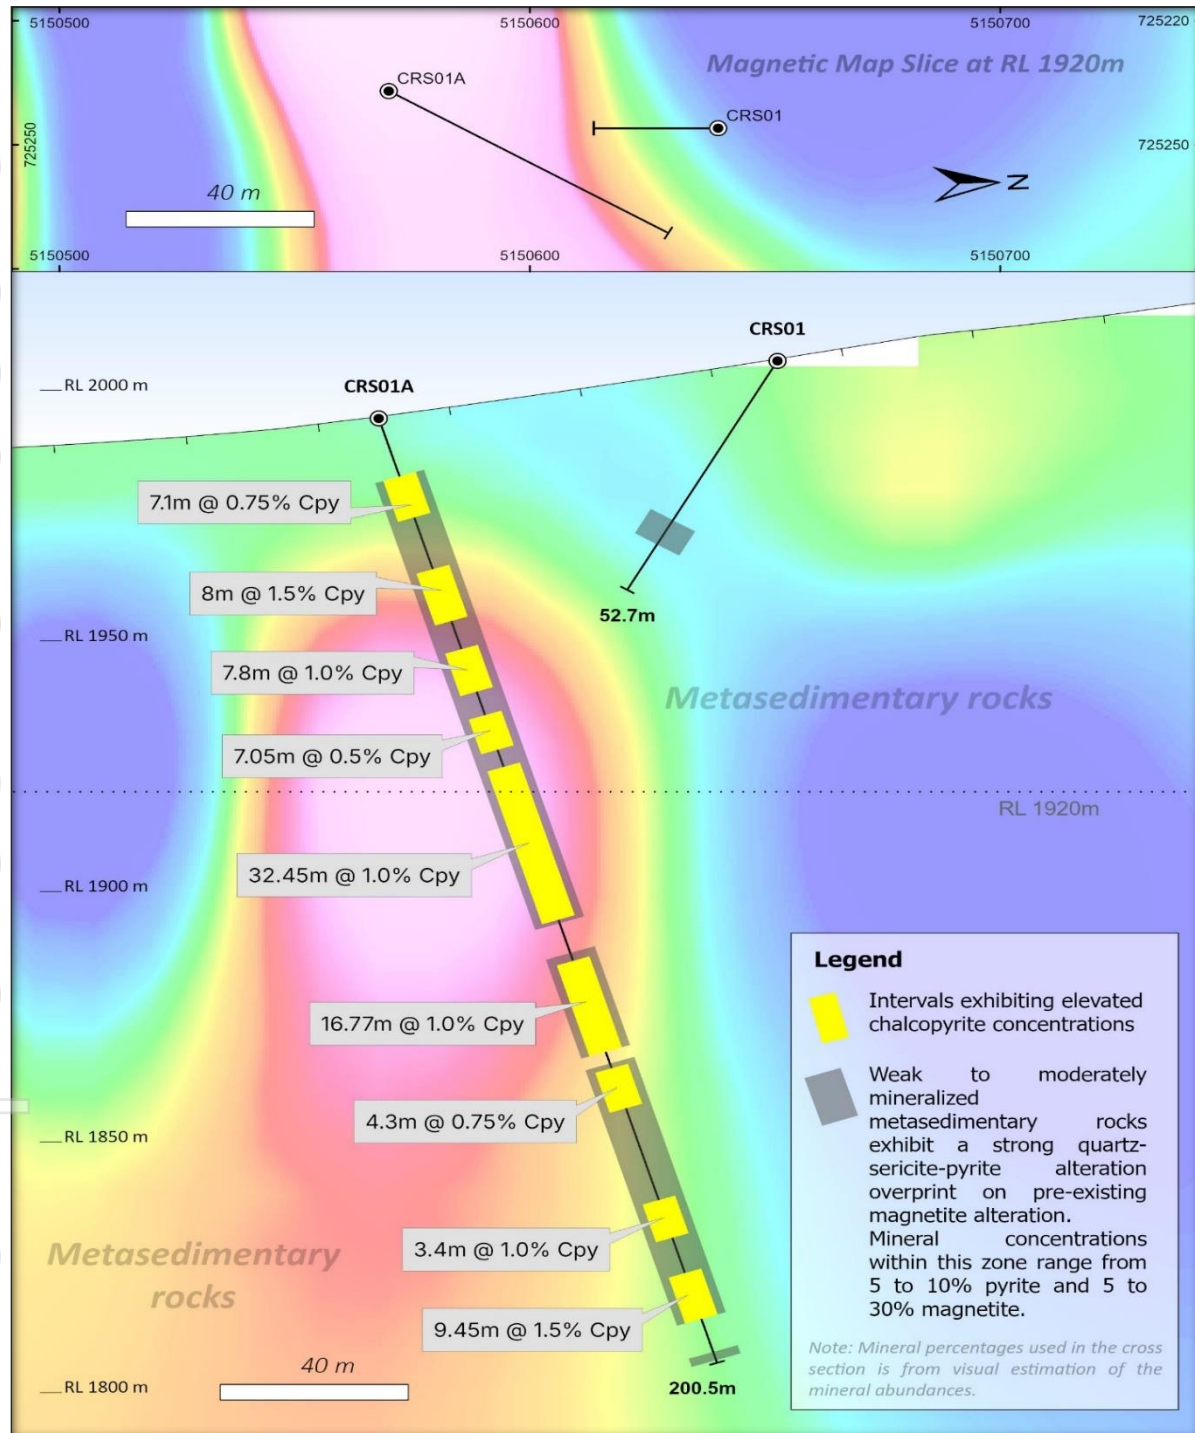 5150500
5150600
5150700
725220
Magnetic Map Slice at RL 1920m
CRS01A
CRS01
725250
725250
N
40 m
5150500
5150600
5150700
CRS01
RL 2000 m
CRS01A
7.1m @ 0.75% Cpy
8m @ 1.5% Cpy
52.7m
RL 1950 m
7.8m @ 1.0% Cpy
Metasedimentary rocks
7.05m @ 0.5% Cpy
RL 1920m
32.45m @ 1.0% Cpy
RL 1900 m
16.77m @ 1.0% Cpy
4.3m @ 0.75% Cpy
RL 1850 m
3.4m @ 1.0% Cpy
Metasedimentary
rocks
9.45m @ 1.5% Cpy
40 m
RL 1800 m
200.5m
Legend
Intervals exhibiting elevated
chalcopyrite concentrations
Weak to moderately
mineralized
metasedimentary rocks
exhibit a strong quartz-
sericite-pyrite alteration
overprint on pre-existing
magnetite alteration.
Mineral concentrations
within this zone range from
5 to 10% pyrite and 5 to
30% magnetite.
Note: Mineral percentages used in the cross
section is from visual estimation of the
mineral abundances.